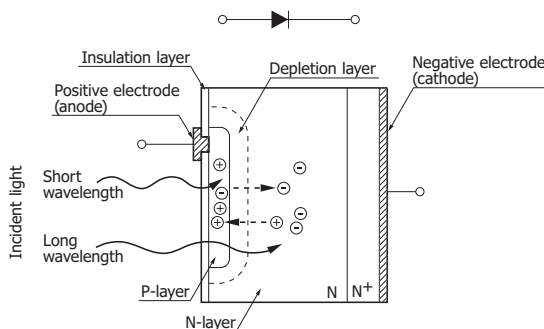 Insulation layer
Depletion layer
Negative electrode
(cathode)
Positive electrode
(anode)
Incident light
Short
wavelength
Long
wavelength
P-layer
N-layer
N
N+